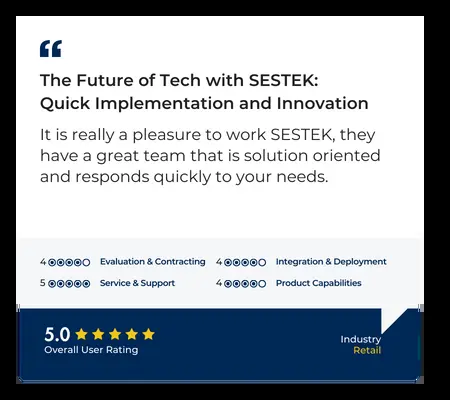 The Future of Tech with SESTEK:
Quick Implementation and Innovation
It is really a pleasure to work SESTEK, they
have a great team that is solution oriented
and responds quickly to your needs.
4 Evaluation & Contracting 4 Integration & Deployment
5 Service & Support 4 Product Capabilities
5.0
Overall User Rating
Industry
Retail